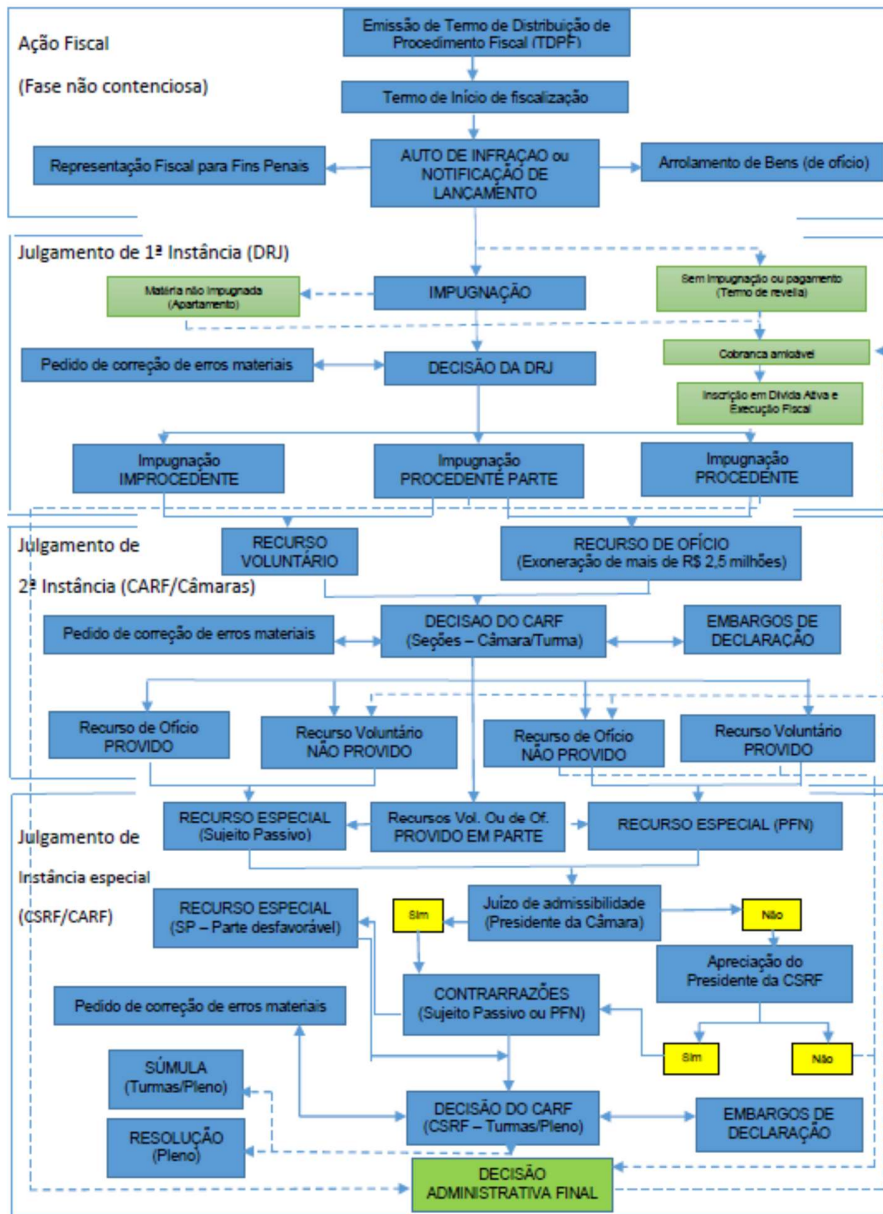 Emissão de Termo de Distribuição de
Procedimento Fiscal (TDPF)
Ação Fiscal
(Fase não contenciosa)
Termo de Início de fiscalização
Representação Fiscal para Fins Penais
AUTO DE INFRAÇAO ou
NOTIFICAÇÃO DE
LANÇAMENTO
Arrolamento de Bens (de ofício)
Julgamento de 1ª Instância (DRJ)
Matéria não Impugnada
(Apartamento)
IMPUGNAÇÃO
Sem Impugnação ou pagamento
(Termo de revelia)
Pedido de correção de erros materiais
DECISÃO DA DRJ
Cobranca amigável
Inscrição em Dívida Ativa e
Execução Fiscal
Impugnação
IMPROCEDENTE
Impugnação
PROCEDENTE PARTE
Impugnação
PROCEDENTE
Julgamento de
2ª Instância (CARF/Câmaras)
RECURSO
VOLUNTÁRIO
RECURSO DE OFÍCIO
(Exoneração de mais de R$ 2,5 milhões)
Pedido de correção de erros materiais
DECISAO DO CARF
(Seções – Câmara/Turma)
EMBARGOS DE
DECLARAÇÃO
Recurso de Ofício
PROVIDO
Recurso Voluntário
NÃO PROVIDO
Recurso de Ofício
NÃO PROVIDO
Recurso Voluntário
PROVIDO
Julgamento de
Instância especial
(CSRF/CARF)
RECURSO ESPECIAL
(Sujeito Passivo)
Recursos Vol. Ou de Of.
PROVIDO EM PARTE
RECURSO ESPECIAL (PFN)
RECURSO ESPECIAL
(SP – Parte desfavorável)
Sim
Juízo de admissibilidade
(Presidente da Câmara)
Não
Apreciação do
Presidente da CSRF
CONTRARRAZÕES
(Sujeito Passivo ou PFN)
Pedido de correção de erros materiais
Sim
Não
SÚMULA
(Turmas/Pleno)
DECISÃO DO CARF
(CSRF – Turmas/Pleno)
EMBARGOS DE
DECLARAÇÃO
RESOLUÇÃO
(Pleno)
DECISÃO
ADMINISTRATIVA FINAL